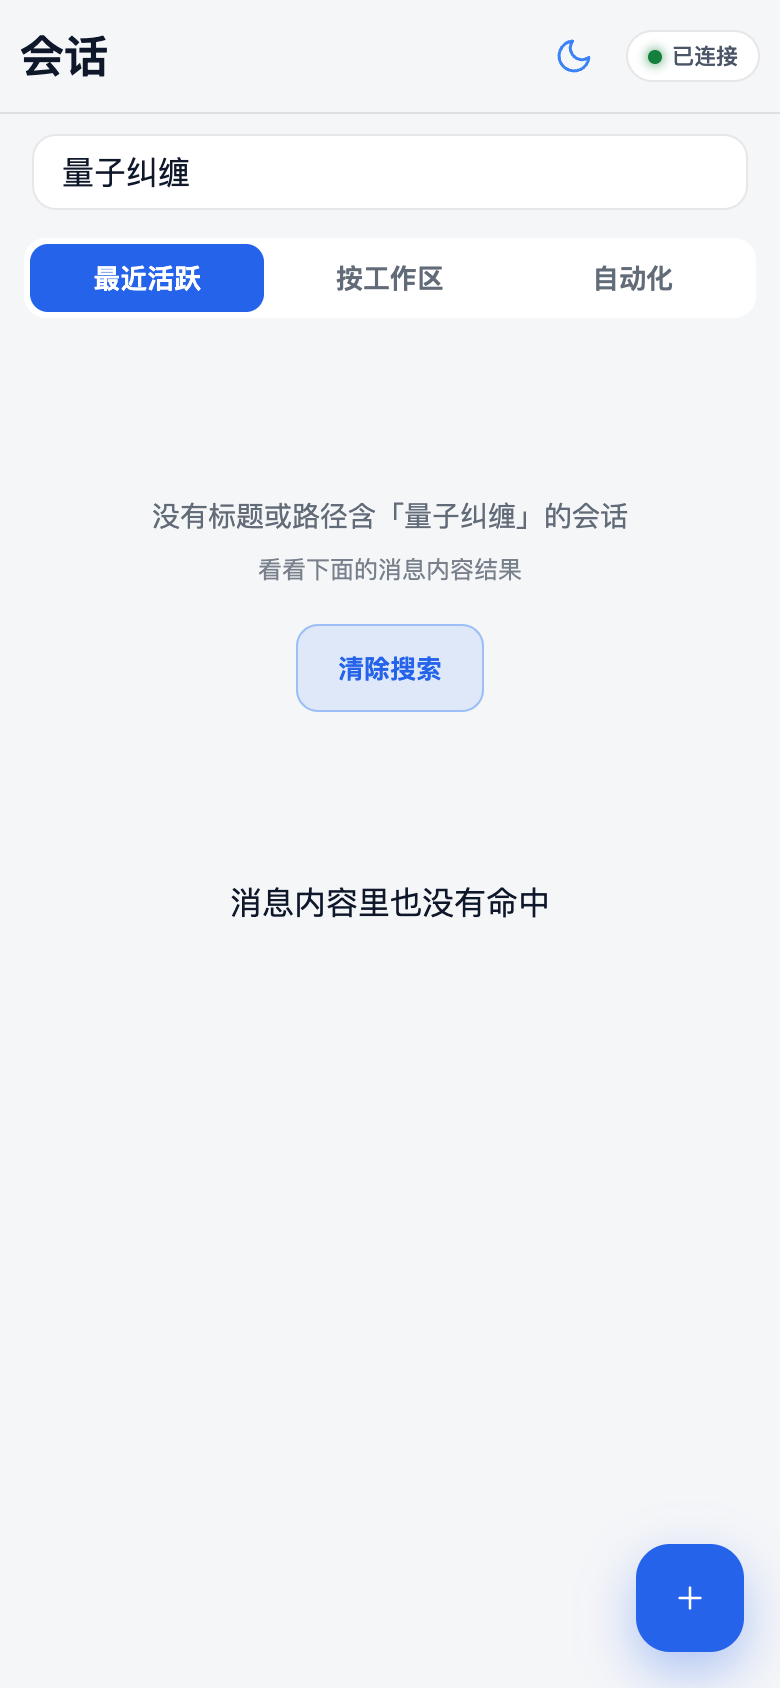 会话
已连接
量子纠缠
最近活跃
按工作区
自动化
没有标题或路径含「量子纠缠」的会话
看看下面的消息内容结果
清除搜索
消息内容里也没有命中